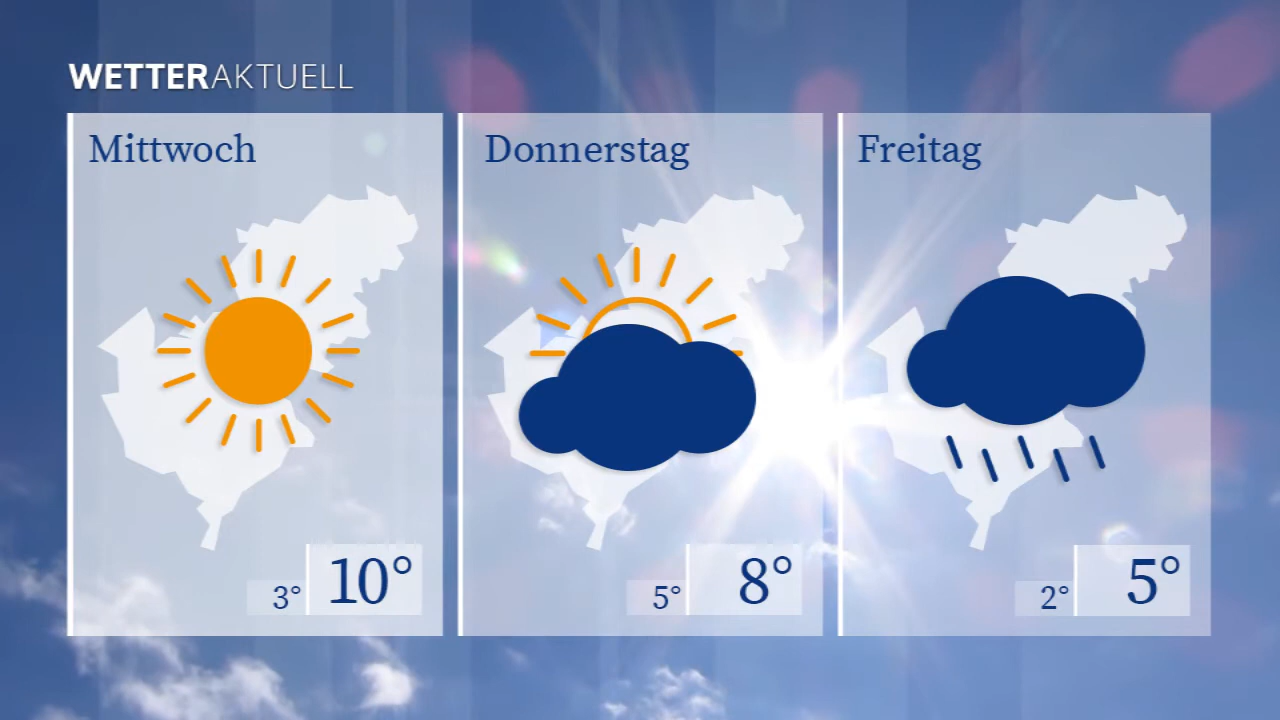 WETTERAKTUELL
Mittwoch
Donnerstag
Freitag
3° 10°
5° 8°
2° 5°